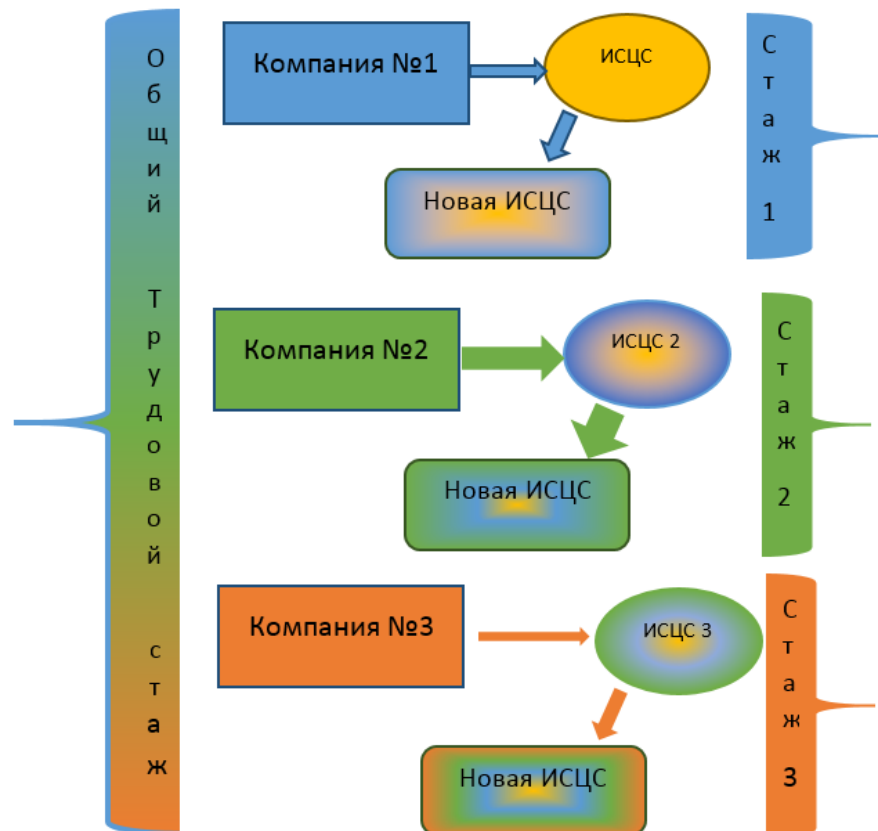 Общий Трудовой стаж
Компания №1
ИСЦС
Стаж 1
Новая ИСЦС
Компания №2
ИСЦС 2
Стаж 2
Новая ИСЦС
Компания №3
ИСЦС 3
Стаж 3
Новая ИСЦС